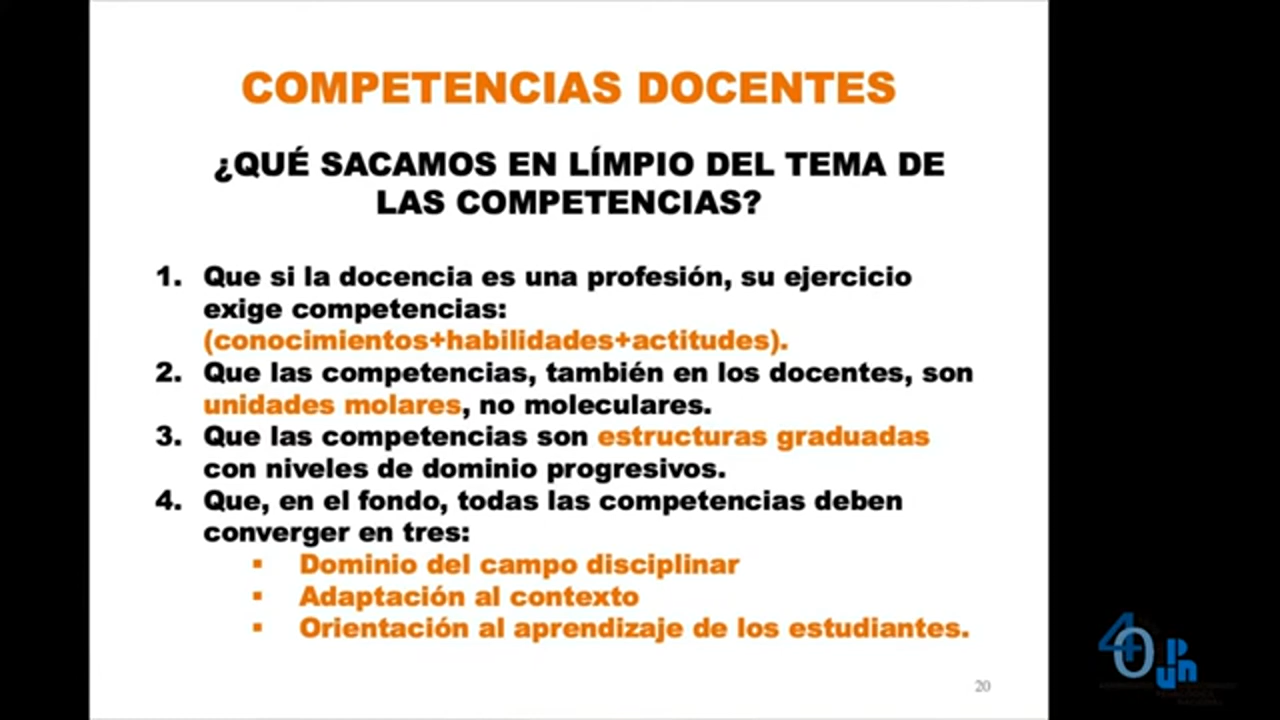 COMPETENCIAS DOCENTES
¿QUÉ SACAMOS EN LÍMPIO DEL TEMA DE
LAS COMPETENCIAS?
1. Que si la docencia es una profesión, su ejercicio
exige competencias:
(conocimientos+habilidades+actitudes).
2. Que las competencias, también en los docentes, son
unidades molares, no moleculares.
3. Que las competencias son estructuras graduadas
con niveles de dominio progresivos.
4. Que, en el fondo, todas las competencias deben
converger en tres:
▪ Dominio del campo disciplinar
▪ Adaptación al contexto
▪ Orientación al aprendizaje de los estudiantes.
20
40
upn